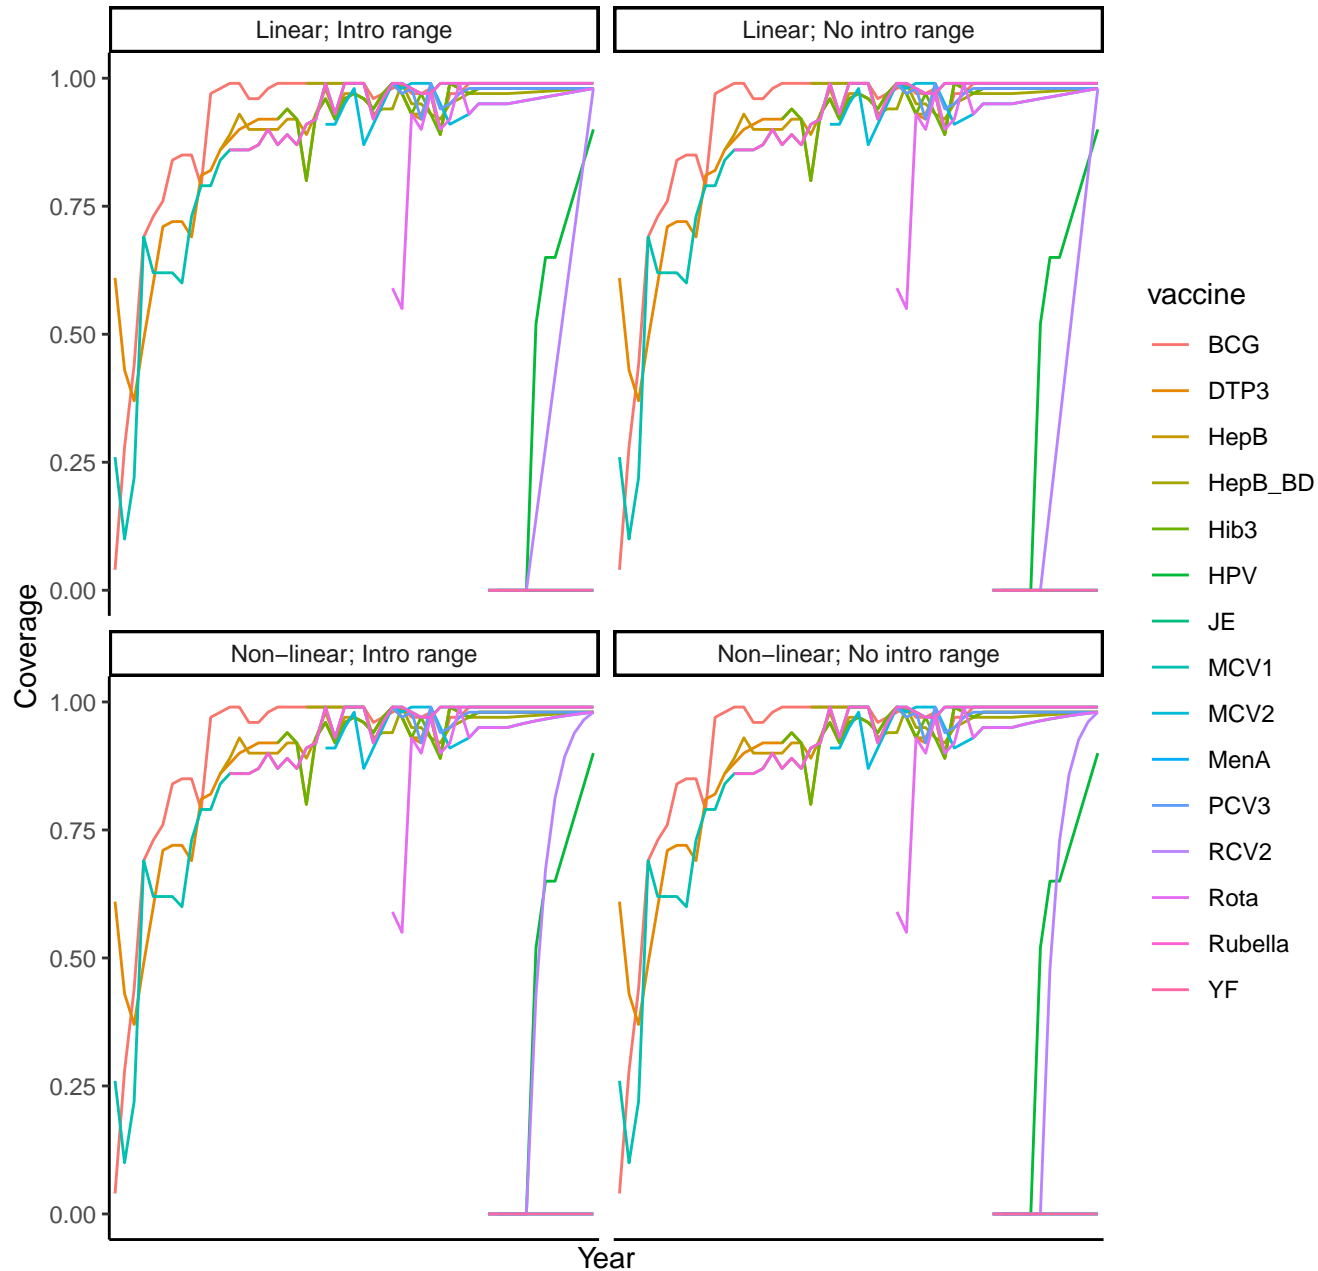 Linear; Intro range
Linear; No intro range
1.00
0.75
0.50
0.25
0.00
Non−linear; Intro range
Non−linear; No intro range
1.00
0.75
0.50
0.25
0.00
Coverage
Year
vaccine
BCG
DTP3
HepB
HepB_BD
Hib3
HPV
JE
MCV1
MCV2
MenA
PCV3
RCV2
Rota
Rubella
YF